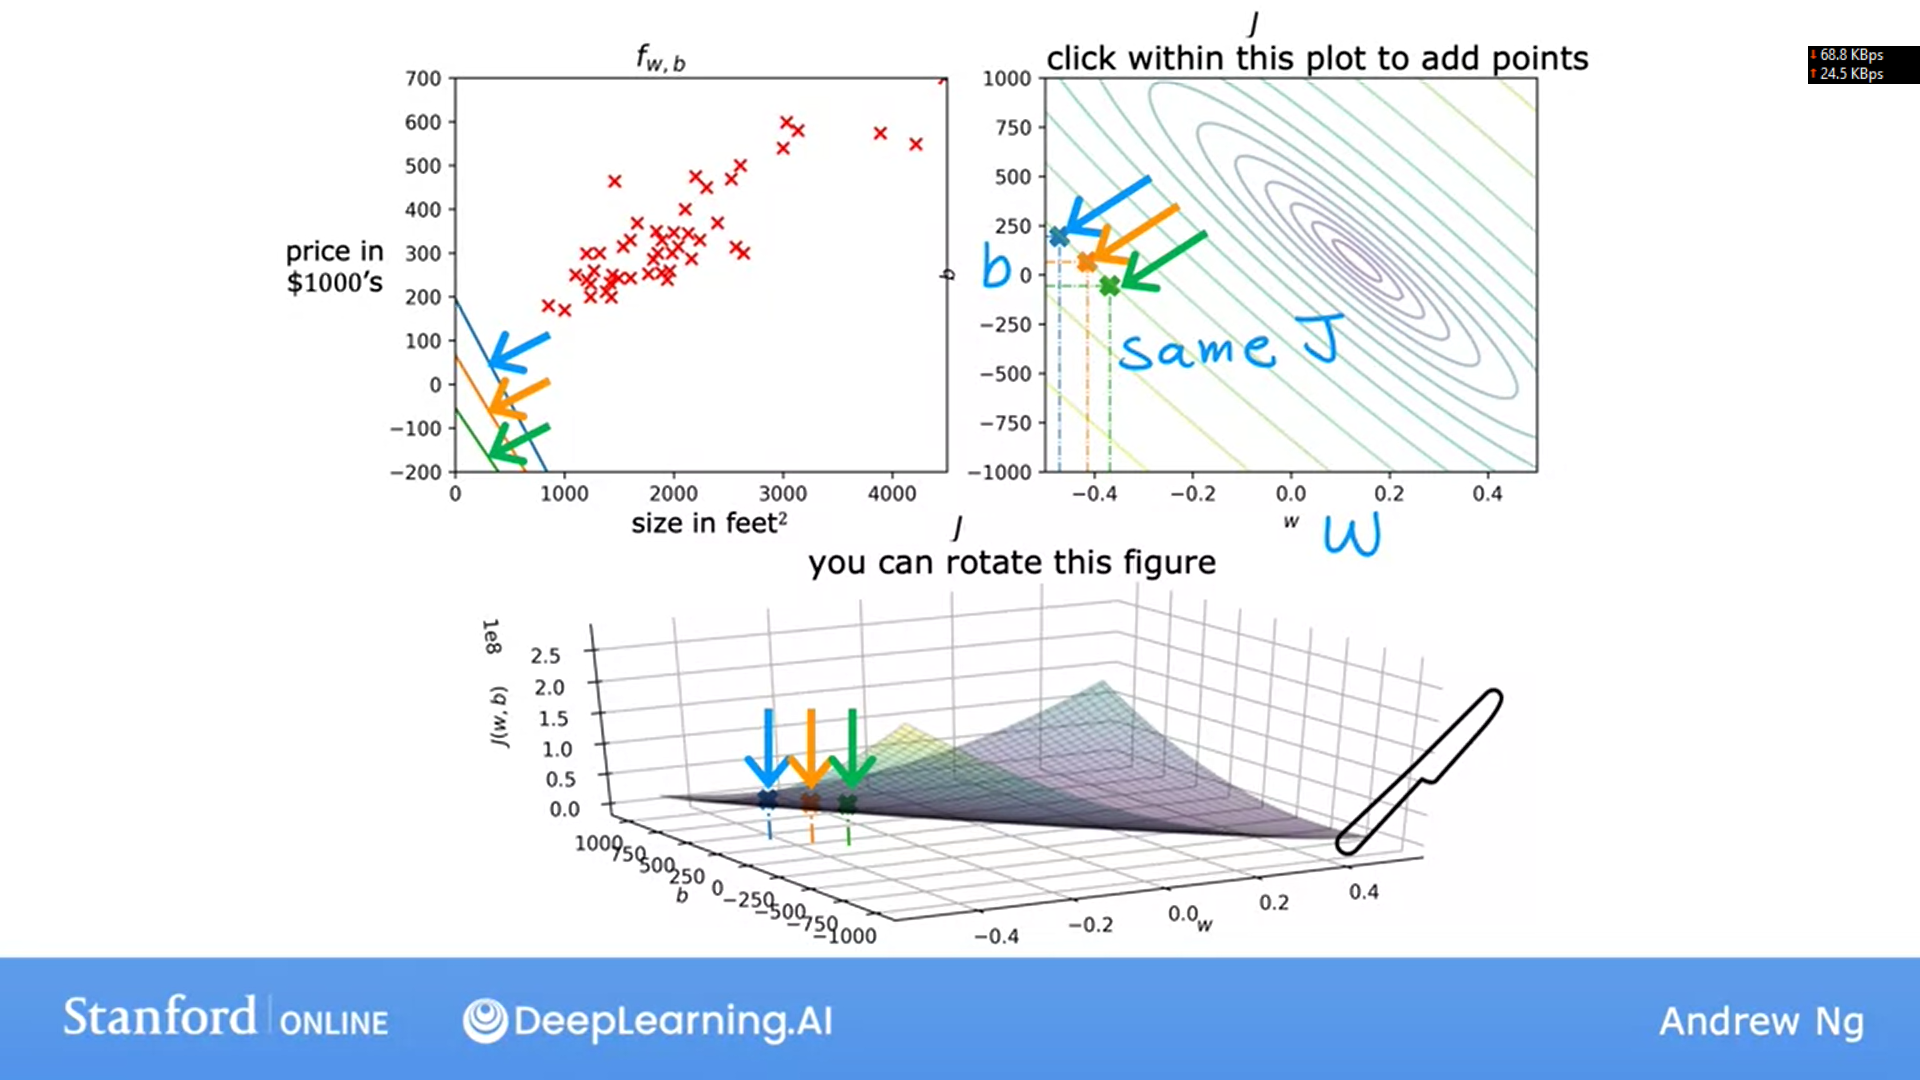 J
f w, b
click within this plot to add points
68.8 KBps
24.5 KBps
700
600
500
400
300
200
100
0
−100
−200
price in
$1000’s
0 1000 2000 3000 4000
size in feet²
1000
750
500
250
0
−250
−500
−750
−1000
b
b
same J
−0.4 −0.2 0.0 0.2 0.4
w
W
J
you can rotate this figure
1e8
J(w, b)
2.5
2.0
1.5
1.0
0.5
0.0
1000
750
500
250
0
−250
−500
−750
−1000
b
−0.4 −0.2 0.0 0.2 0.4
w
Stanford ONLINE
DeepLearning.AI
Andrew Ng